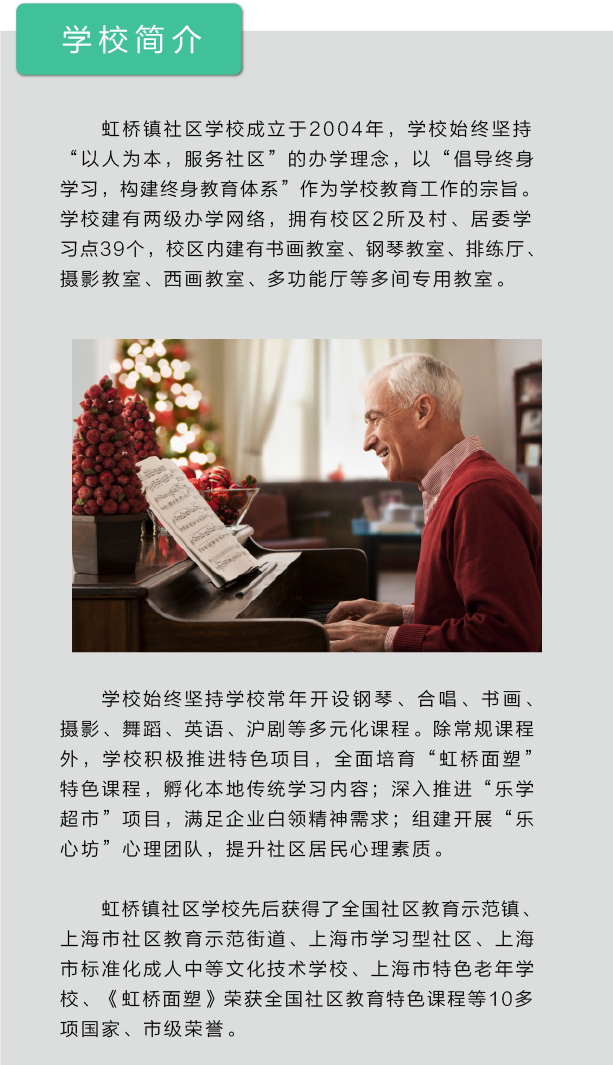 学校简介
虹桥镇社区学校成立于2004年，学校始终坚持
“以人为本，服务社区”的办学理念，以“倡导终身
学习，构建终身教育体系”作为学校教育工作的宗旨。
学校建有两级办学网络，拥有校区2所及村、居委学
习点39个，校区内建有书画教室、钢琴教室、排练厅、
摄影教室、西画教室、多功能厅等多间专用教室。
学校始终坚持学校常年开设钢琴、合唱、书画、
摄影、舞蹈、英语、沪剧等多元化课程。除常规课程
外，学校积极推进特色项目，全面培育“虹桥面塑”
特色课程，孵化本地传统学习内容；深入推进“乐学
超市”项目，满足企业白领精神需求；组建开展“乐
心坊”心理团队，提升社区居民心理素质。
虹桥镇社区学校先后获得了全国社区教育示范镇、
上海市社区教育示范街道、上海市学习型社区、上海
市标准化成人中等文化技术学校、上海市特色老年学
校、《虹桥面塑》荣获全国社区教育特色课程等10多
项国家、市级荣誉。